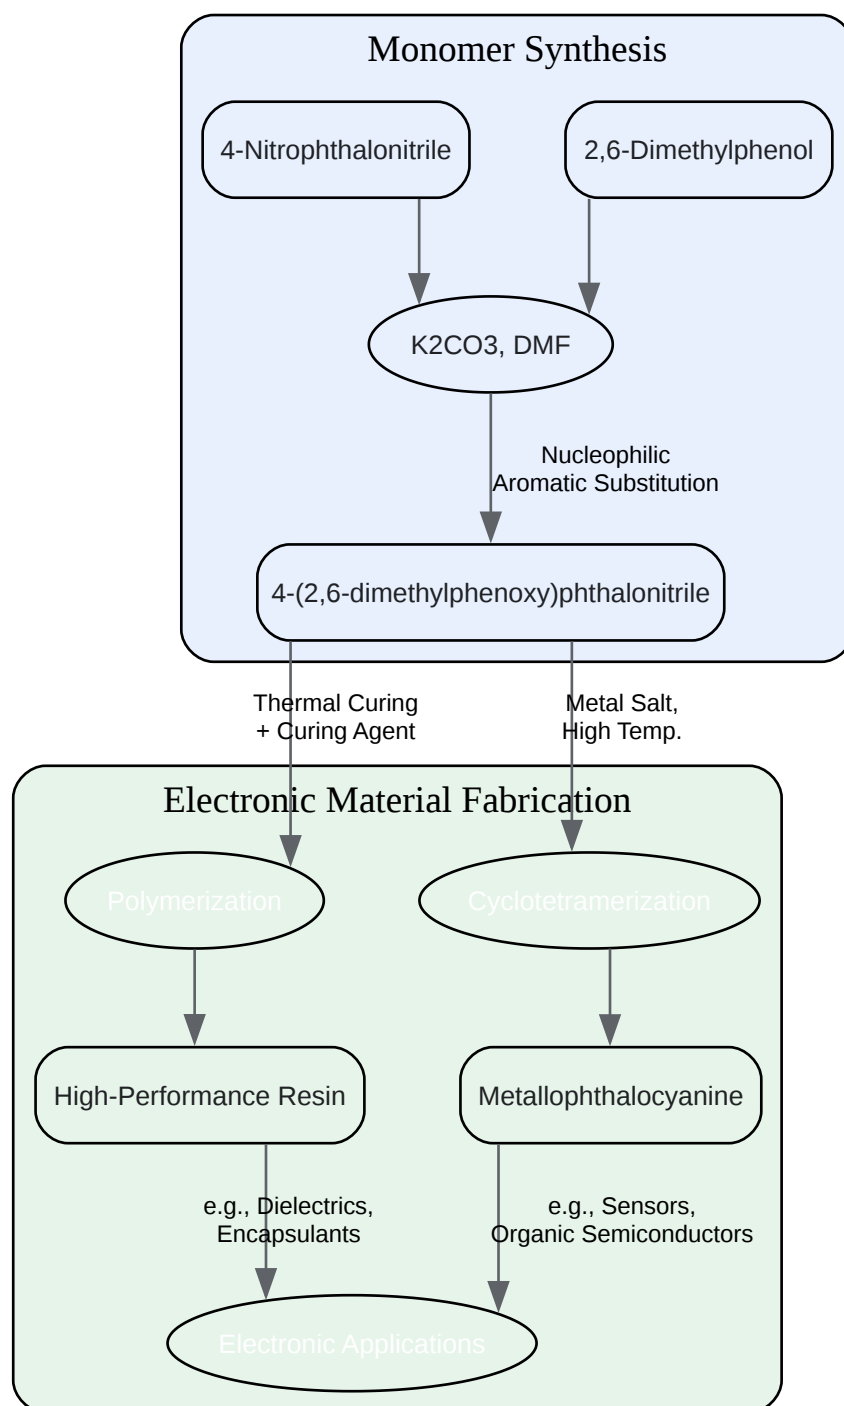 Monomer Synthesis
4-Nitrophthalonitrile
2,6-Dimethylphenol
K2CO3, DMF
Nucleophilic
Aromatic Substitution
4-(2,6-dimethylphenoxy)phthalonitrile
Thermal Curing
+ Curing Agent
Metal Salt,
High Temp.
Electronic Material Fabrication
Polymerization
Cyclotetramerization
High-Performance Resin
Metallophthalocyanine
e.g., Dielectrics,
Encapsulants
e.g., Sensors,
Organic Semiconductors
Electronic Applications